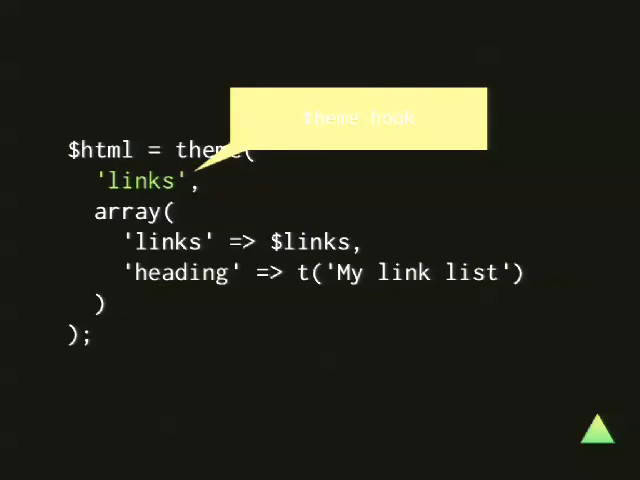 theme hook
$html = theme(
'links',
array(
'links' => $links,
'heading' => t('My link list')
)
);